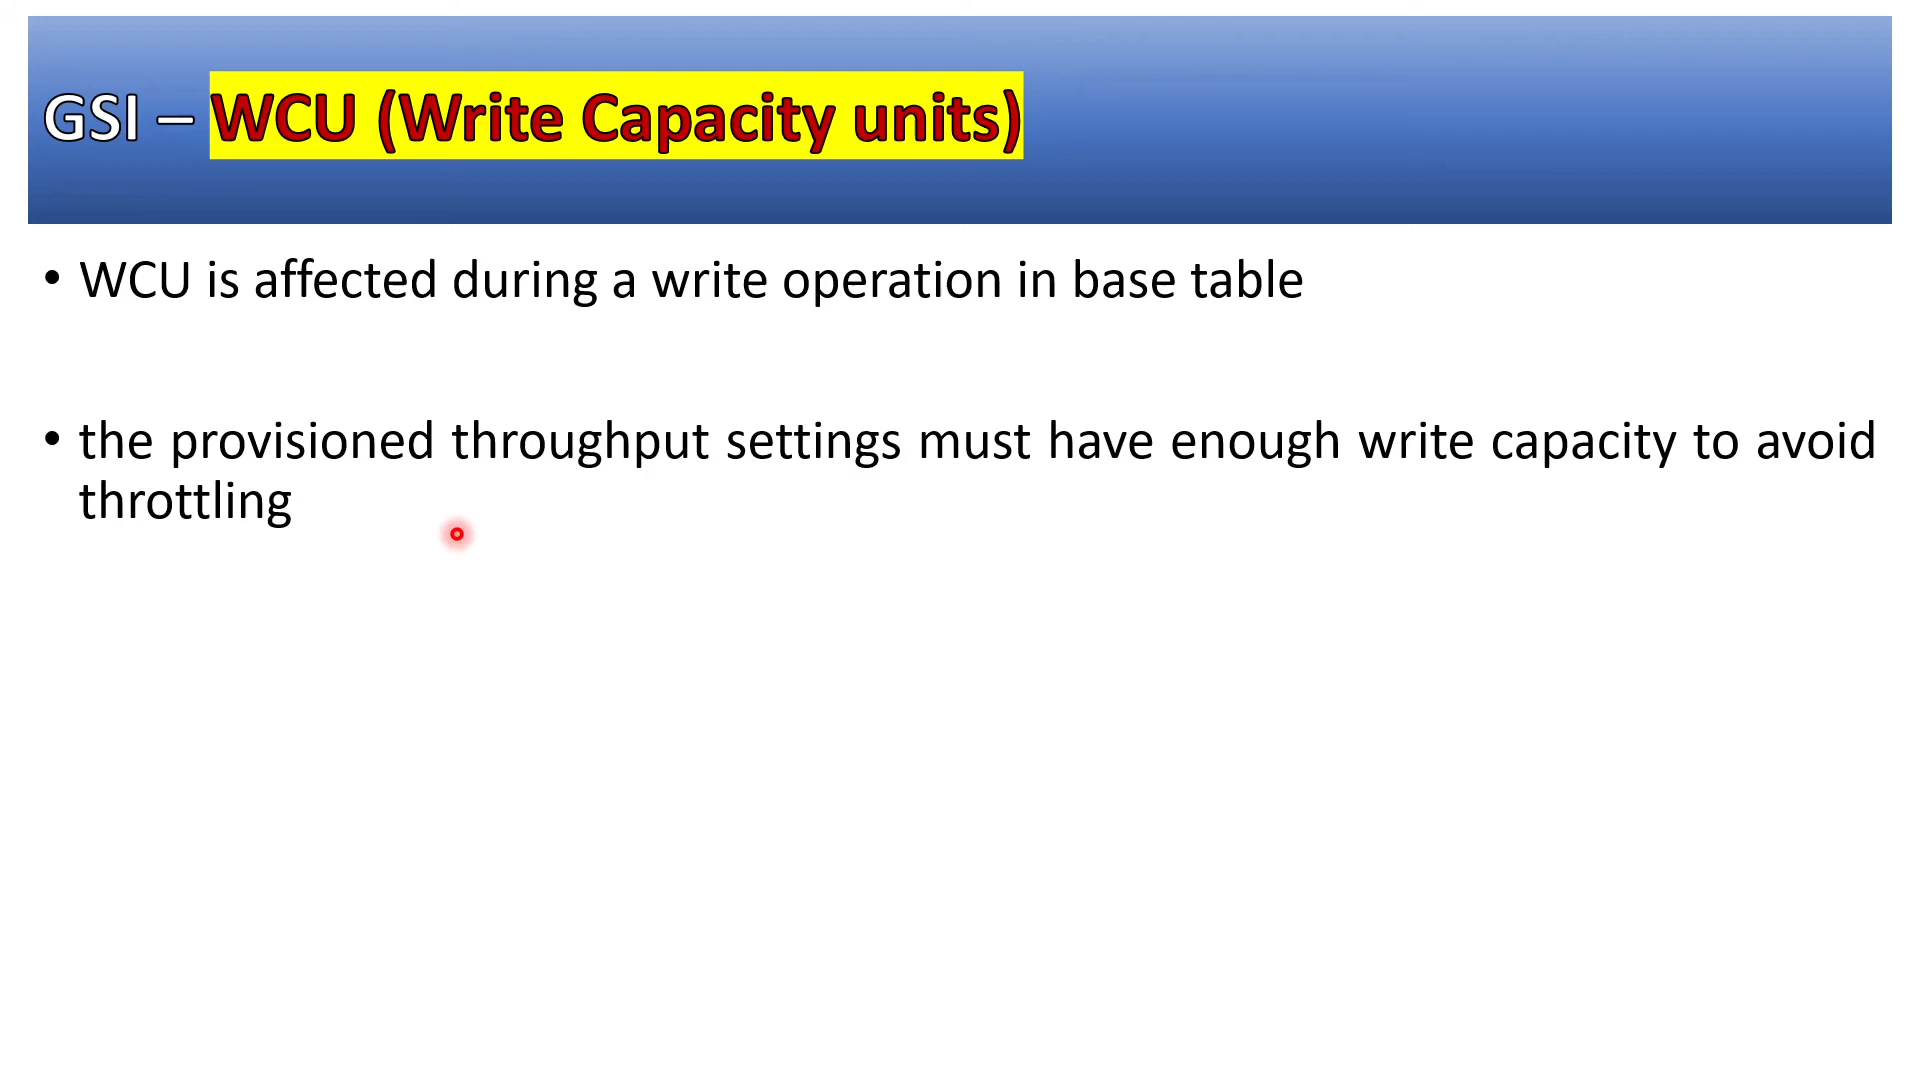 GSI – WCU (Write Capacity units)
• WCU is affected during a write operation in base table
• the provisioned throughput settings must have enough write capacity to avoid
throttling